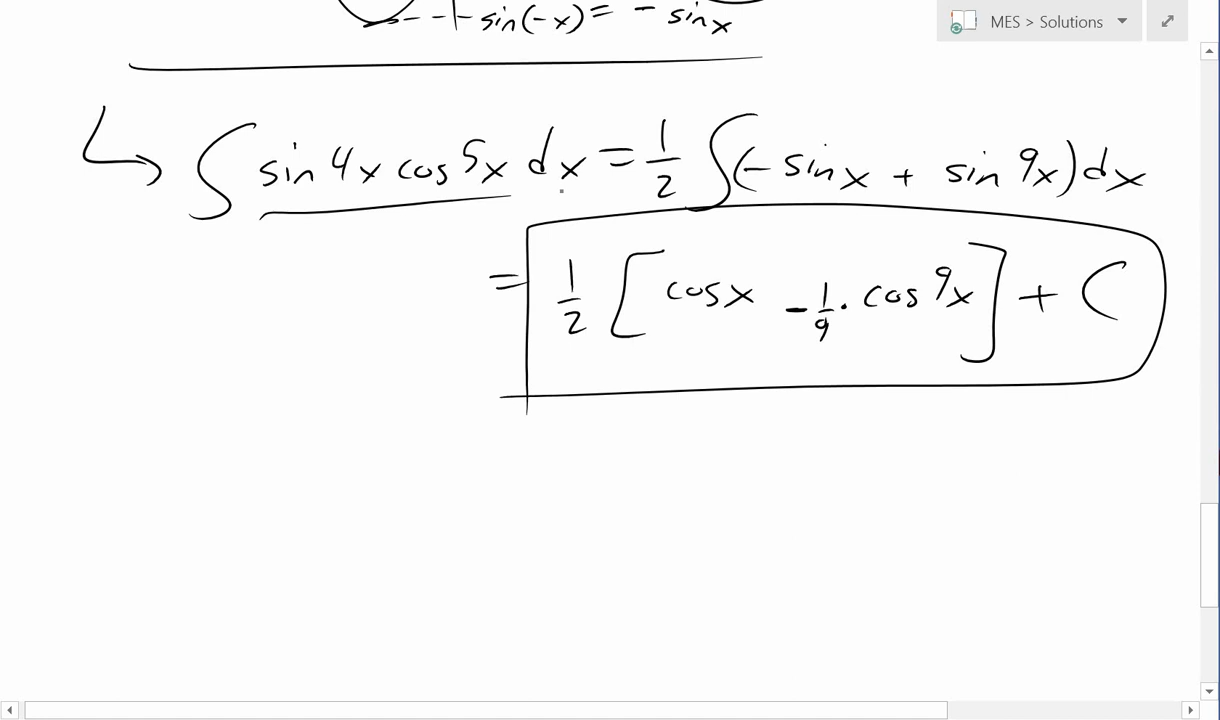 sin(-x) = - sin x
MES > Solutions
∫ sin 4x cos 5x dx = 1/2 ∫(- sin x + sin 9x) dx
= 1/2 [cos x - 1/9 · cos 9x] + C